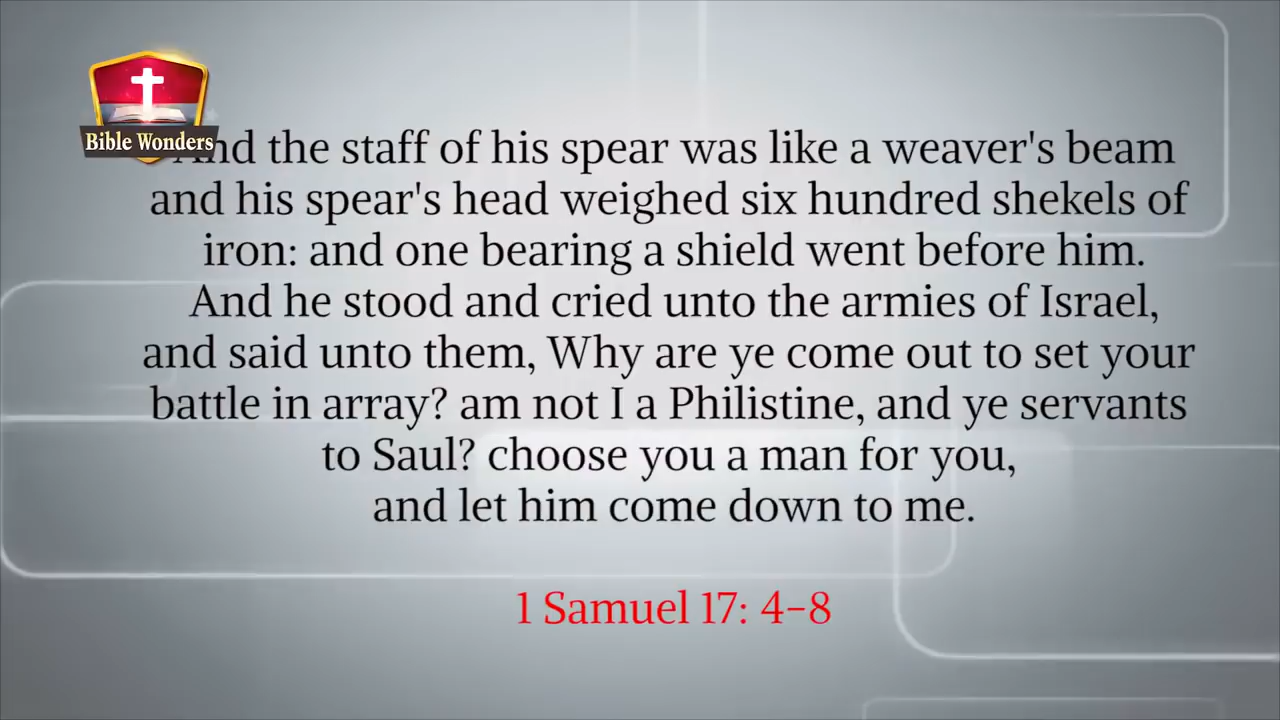 Bible Wonders
And the staff of his spear was like a weaver's beam
and his spear's head weighed six hundred shekels of
iron: and one bearing a shield went before him.
And he stood and cried unto the armies of Israel,
and said unto them, Why are ye come out to set your
battle in array? am not I a Philistine, and ye servants
to Saul? choose you a man for you,
and let him come down to me.
1 Samuel 17: 4-8